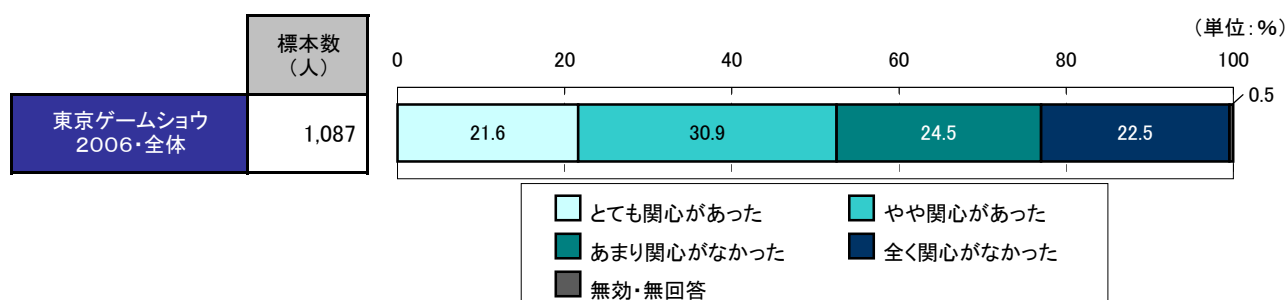 (単位:%)
標本数
(人)
0 20 40 60 80 100
0.5
東京ゲームショウ
2006・全体
1,087
21.6 30.9 24.5 22.5
とても関心があった やや関心があった
あまり関心がなかった 全く関心がなかった
無効・無回答